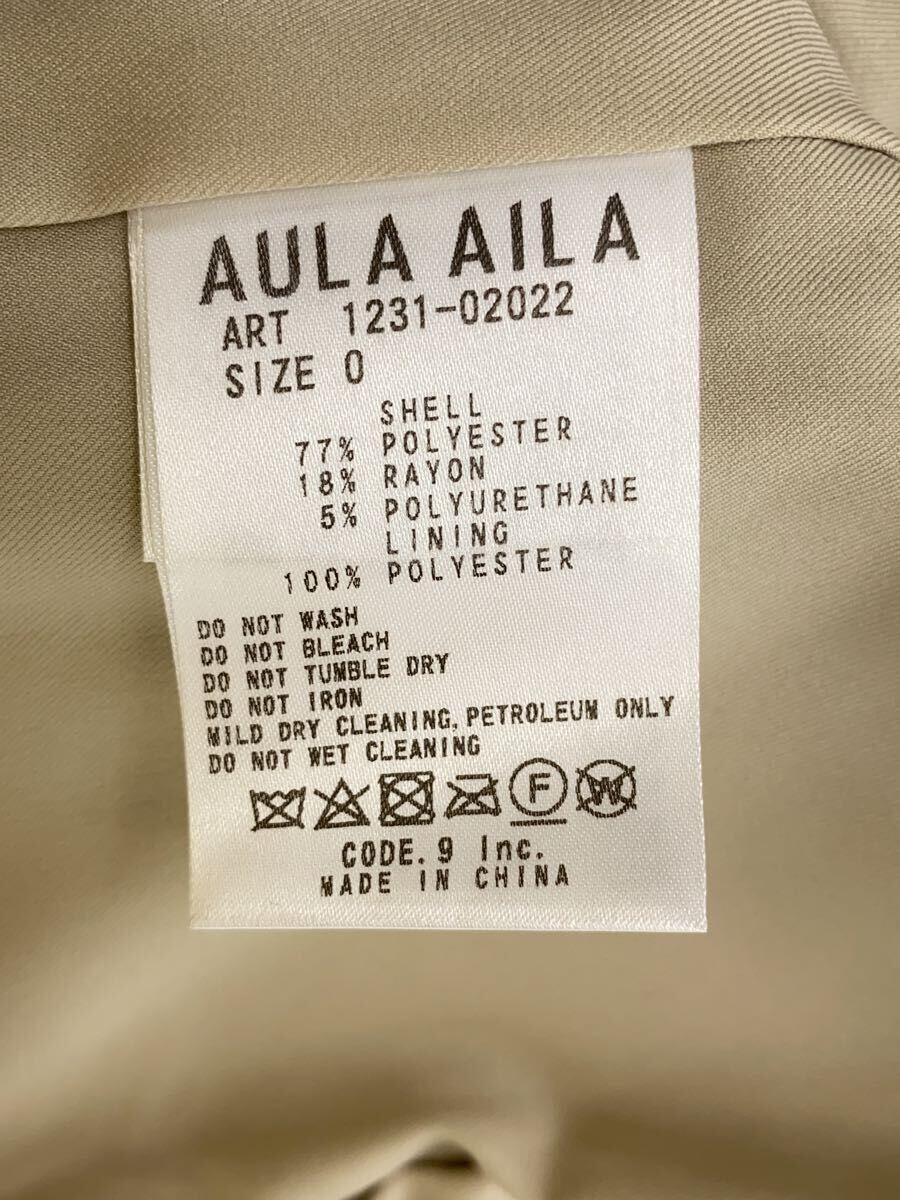 AULA AILA
ART 1231-02022
SIZE 0
SHELL
77% POLYESTER
18% RAYON
5% POLYURETHANE
LINING
100% POLYESTER
DO NOT WASH
DO NOT BLEACH
DO NOT TUMBLE DRY
DO NOT IRON
MILD DRY CLEANING, PETROLEUM ONLY
DO NOT WET CLEANING
F W
CODE. 9 Inc.
MADE IN CHINA